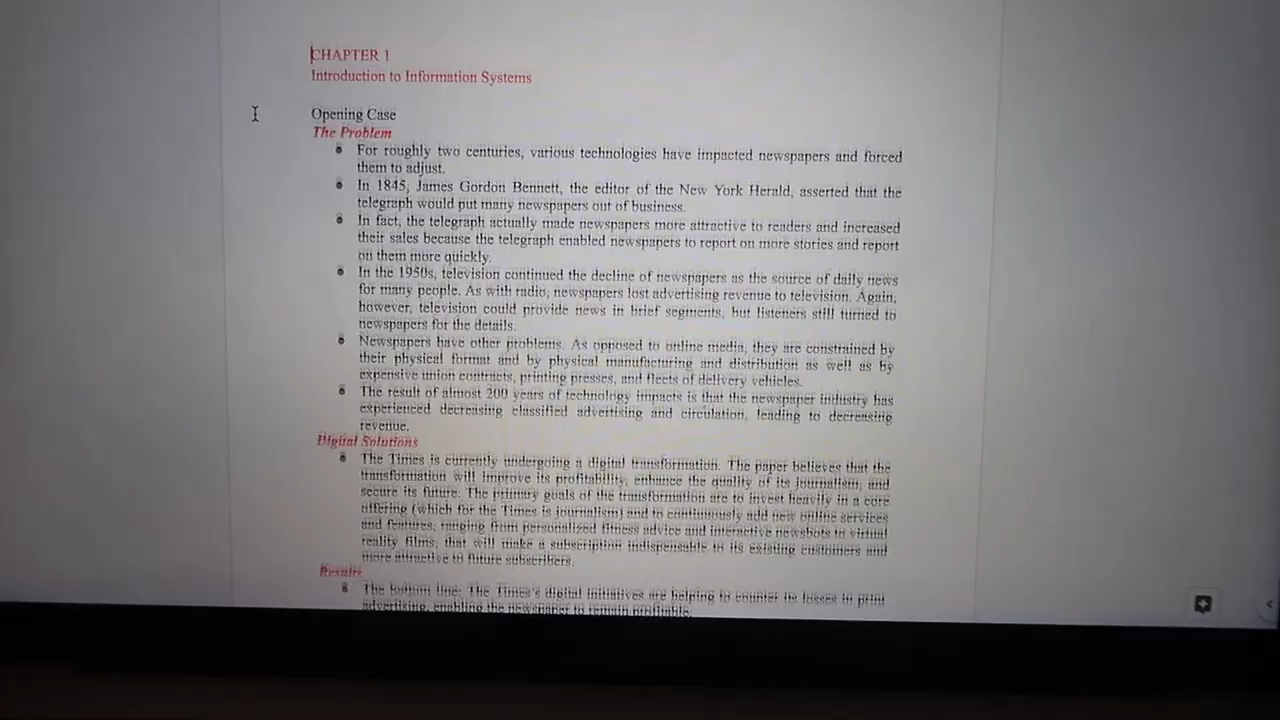 CHAPTER 1
Introduction to Information Systems
Opening Case
The Problem
For roughly two centuries, various technologies have impacted newspapers and forced
them to adjust.
In 1845, James Gordon Bennett, the editor of the New York Herald, asserted that the
telegraph would put many newspapers out of business.
In fact, the telegraph actually made newspapers more attractive to readers and increased
their sales because the telegraph enabled newspapers to report on more stories and report
on them more quickly.
In the 1950s, television continued the decline of newspapers as the source of daily news
for many people. As with radio, newspapers lost advertising revenue to television. Again,
however, television could provide news in brief segments, but listeners still turned to
newspapers for the details.
Newspapers have other problems. As opposed to online media, they are constrained by
their physical format and by physical manufacturing and distribution as well as by
expensive union contracts, printing presses, and fleets of delivery vehicles.
The result of almost 200 years of technology impacts is that the newspaper industry has
experienced decreasing classified advertising and circulation, leading to decreasing
revenue.
Digital Solutions
The Times is currently undergoing a digital transformation. The paper believes that the
transformation will improve its profitability, enhance the quality of its journalism, and
secure its future. The primary goals of the transformation are to invest heavily in a core
offering (which for the Times is journalism) and to continuously add new online services
and features, ranging from personalized fitness advice and interactive newsbots to virtual
reality films, that will make a subscription indispensable to its existing customers and
more attractive to future subscribers.
Results
The bottom line: The Times's digital initiatives are helping to counter its losses in print
advertising, enabling the newspaper to remain profitable.